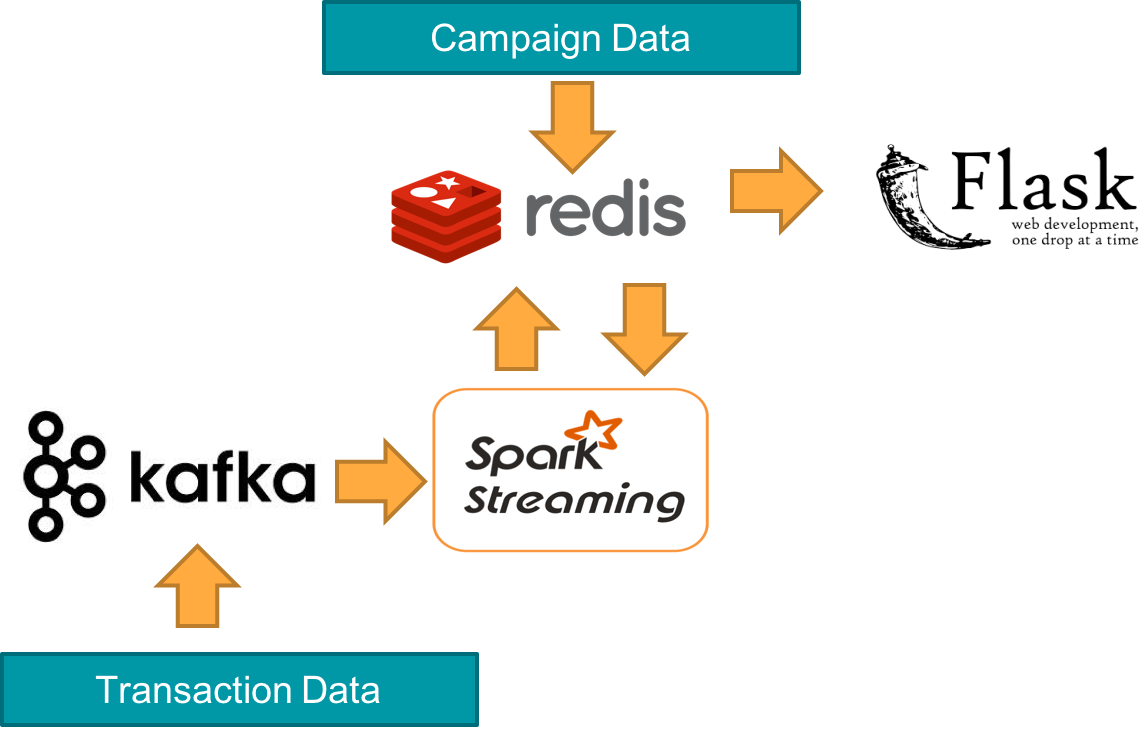 Campaign Data
redis
Flask
web development,
one drop at a time
kafka
Spark
Streaming
Transaction Data